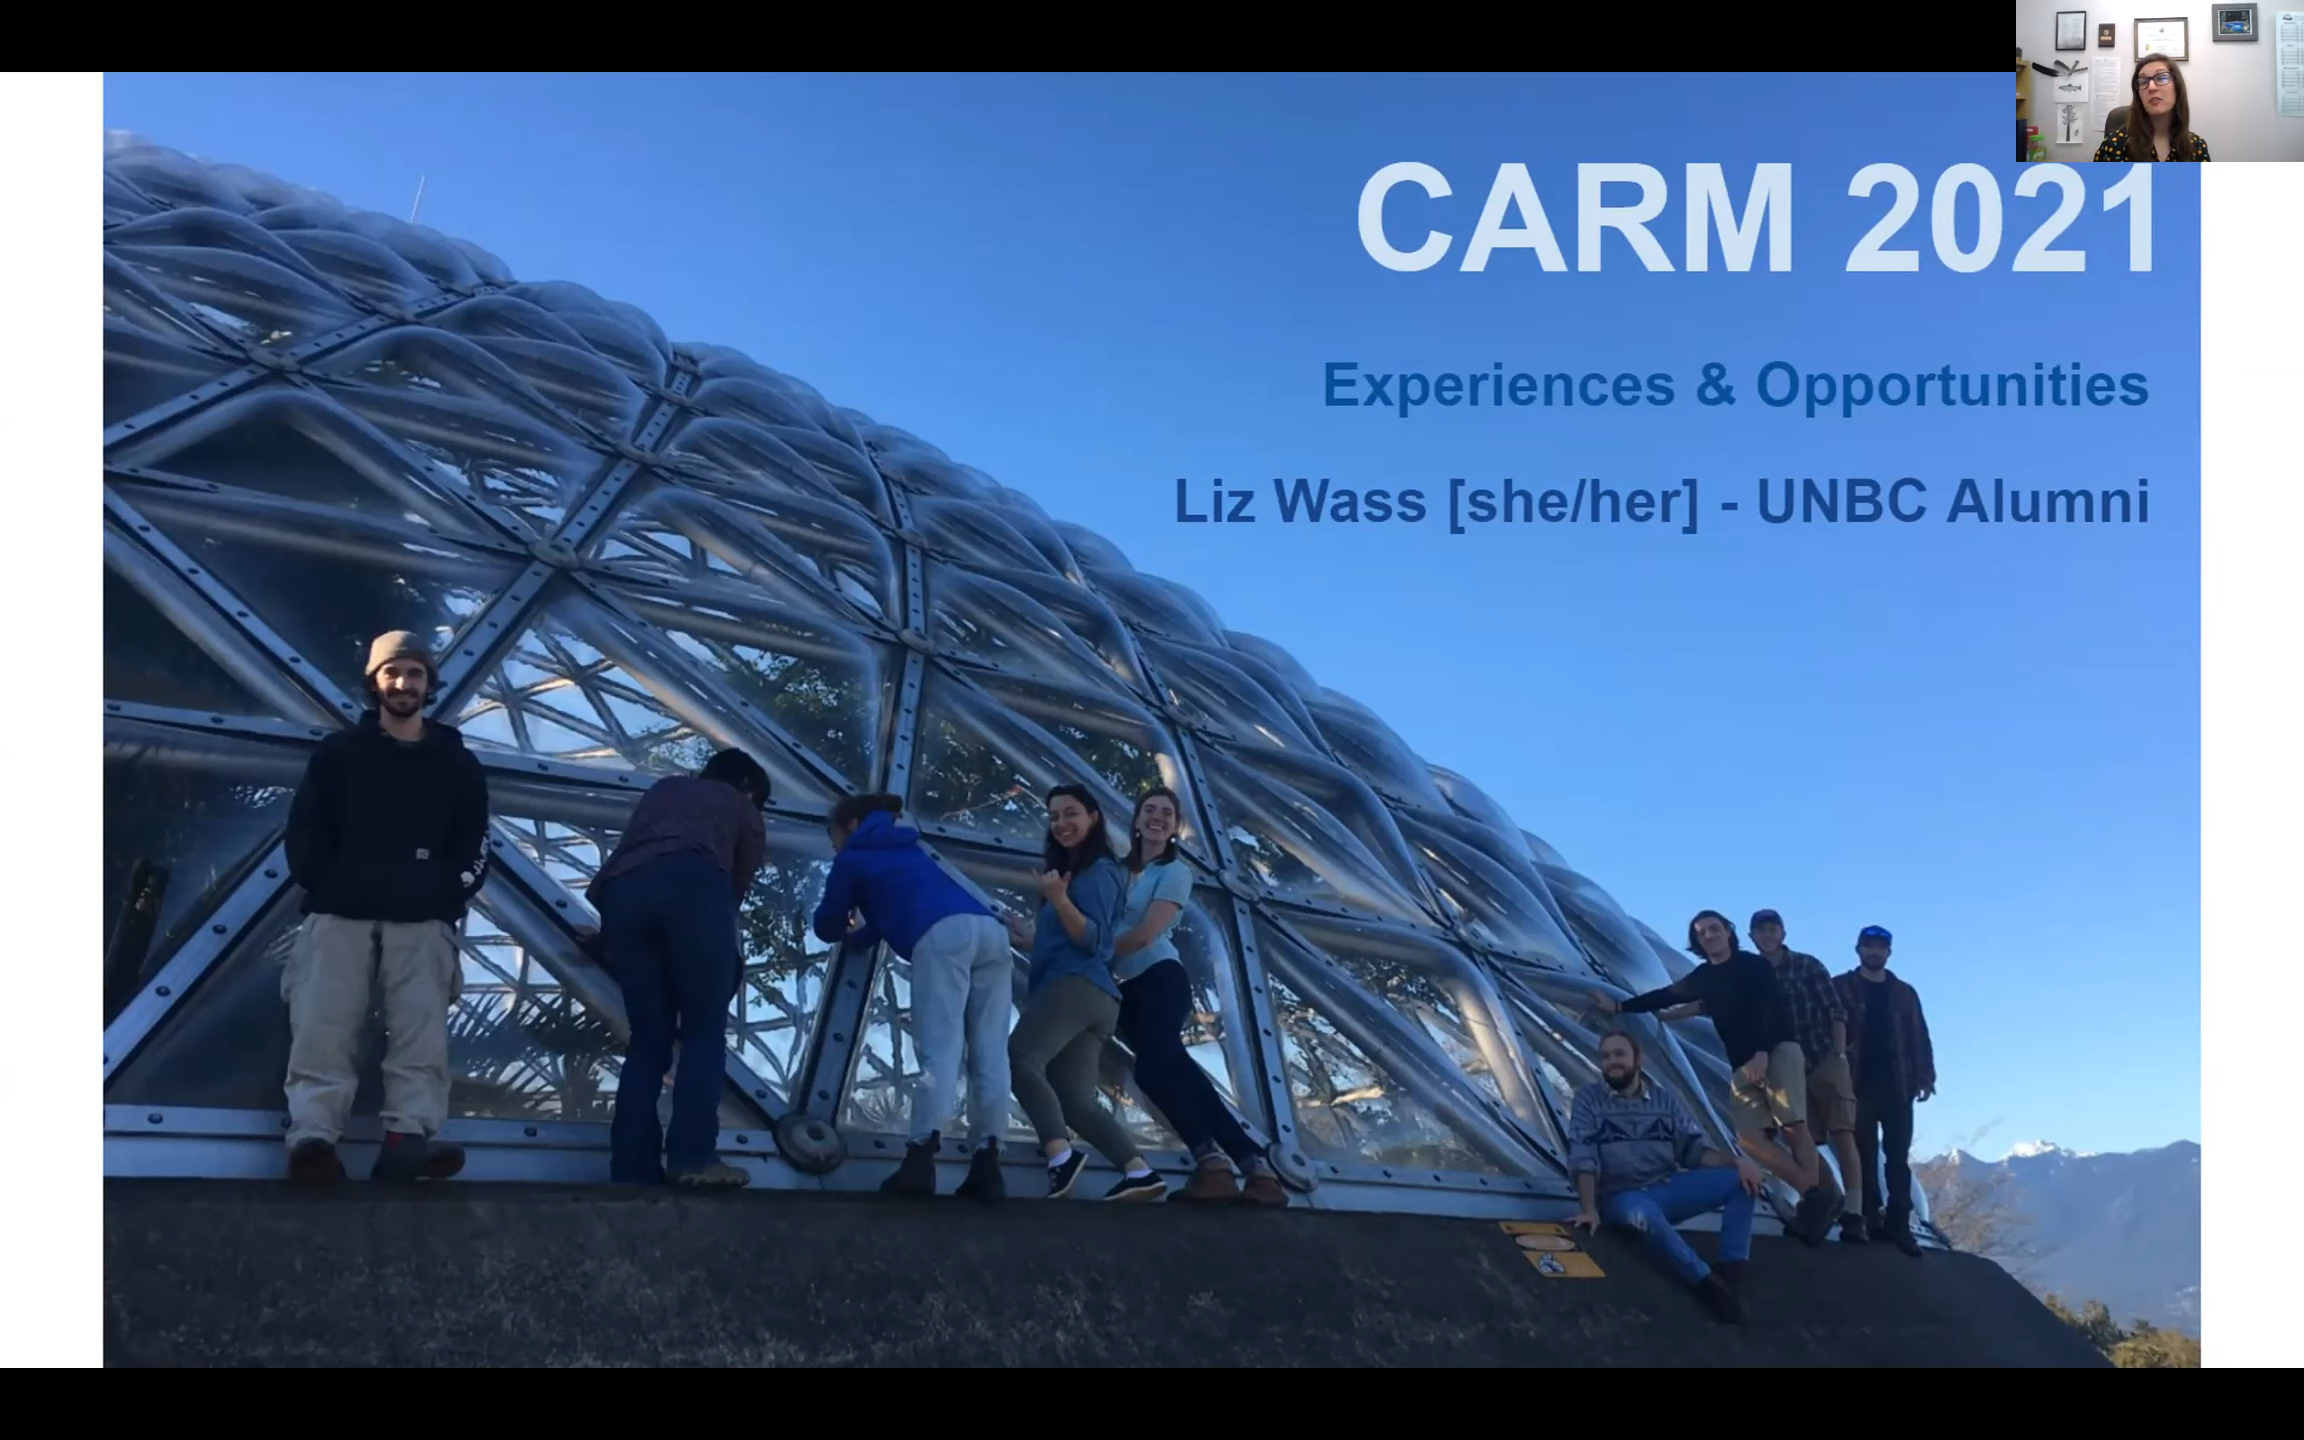 CARM 2021
Experiences & Opportunities
Liz Wass [she/her] - UNBC Alumni